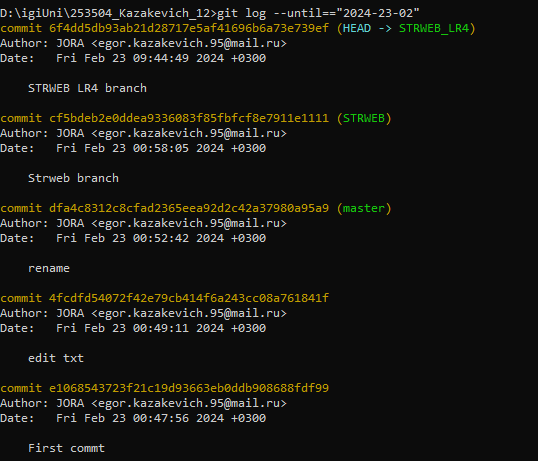 D:\igiUni\253504_Kazakevich_12>git log --until=="2024-23-02"
commit 6f4dd5db93ab21d28717e5af41696b6a73e739ef (HEAD -> STRWEB_LR4)
Author: JORA <egor.kazakevich.95@mail.ru>
Date:   Fri Feb 23 09:44:49 2024 +0300
STRWEB LR4 branch
commit cf5bdeb2e0ddea9336083f85fbfcf8e7911e1111 (STRWEB)
Author: JORA <egor.kazakevich.95@mail.ru>
Date:   Fri Feb 23 00:58:05 2024 +0300
Strweb branch
commit dfa4c8312c8cfad2365eea92d2c42a37980a95a9 (master)
Author: JORA <egor.kazakevich.95@mail.ru>
Date:   Fri Feb 23 00:52:42 2024 +0300
rename
commit 4fcdfd54072f42e79cb414f6a243cc08a761841f
Author: JORA <egor.kazakevich.95@mail.ru>
Date:   Fri Feb 23 00:49:11 2024 +0300
edit txt
commit e1068543723f21c19d93663eb0ddb908688fdf99
Author: JORA <egor.kazakevich.95@mail.ru>
Date:   Fri Feb 23 00:47:56 2024 +0300
First commt